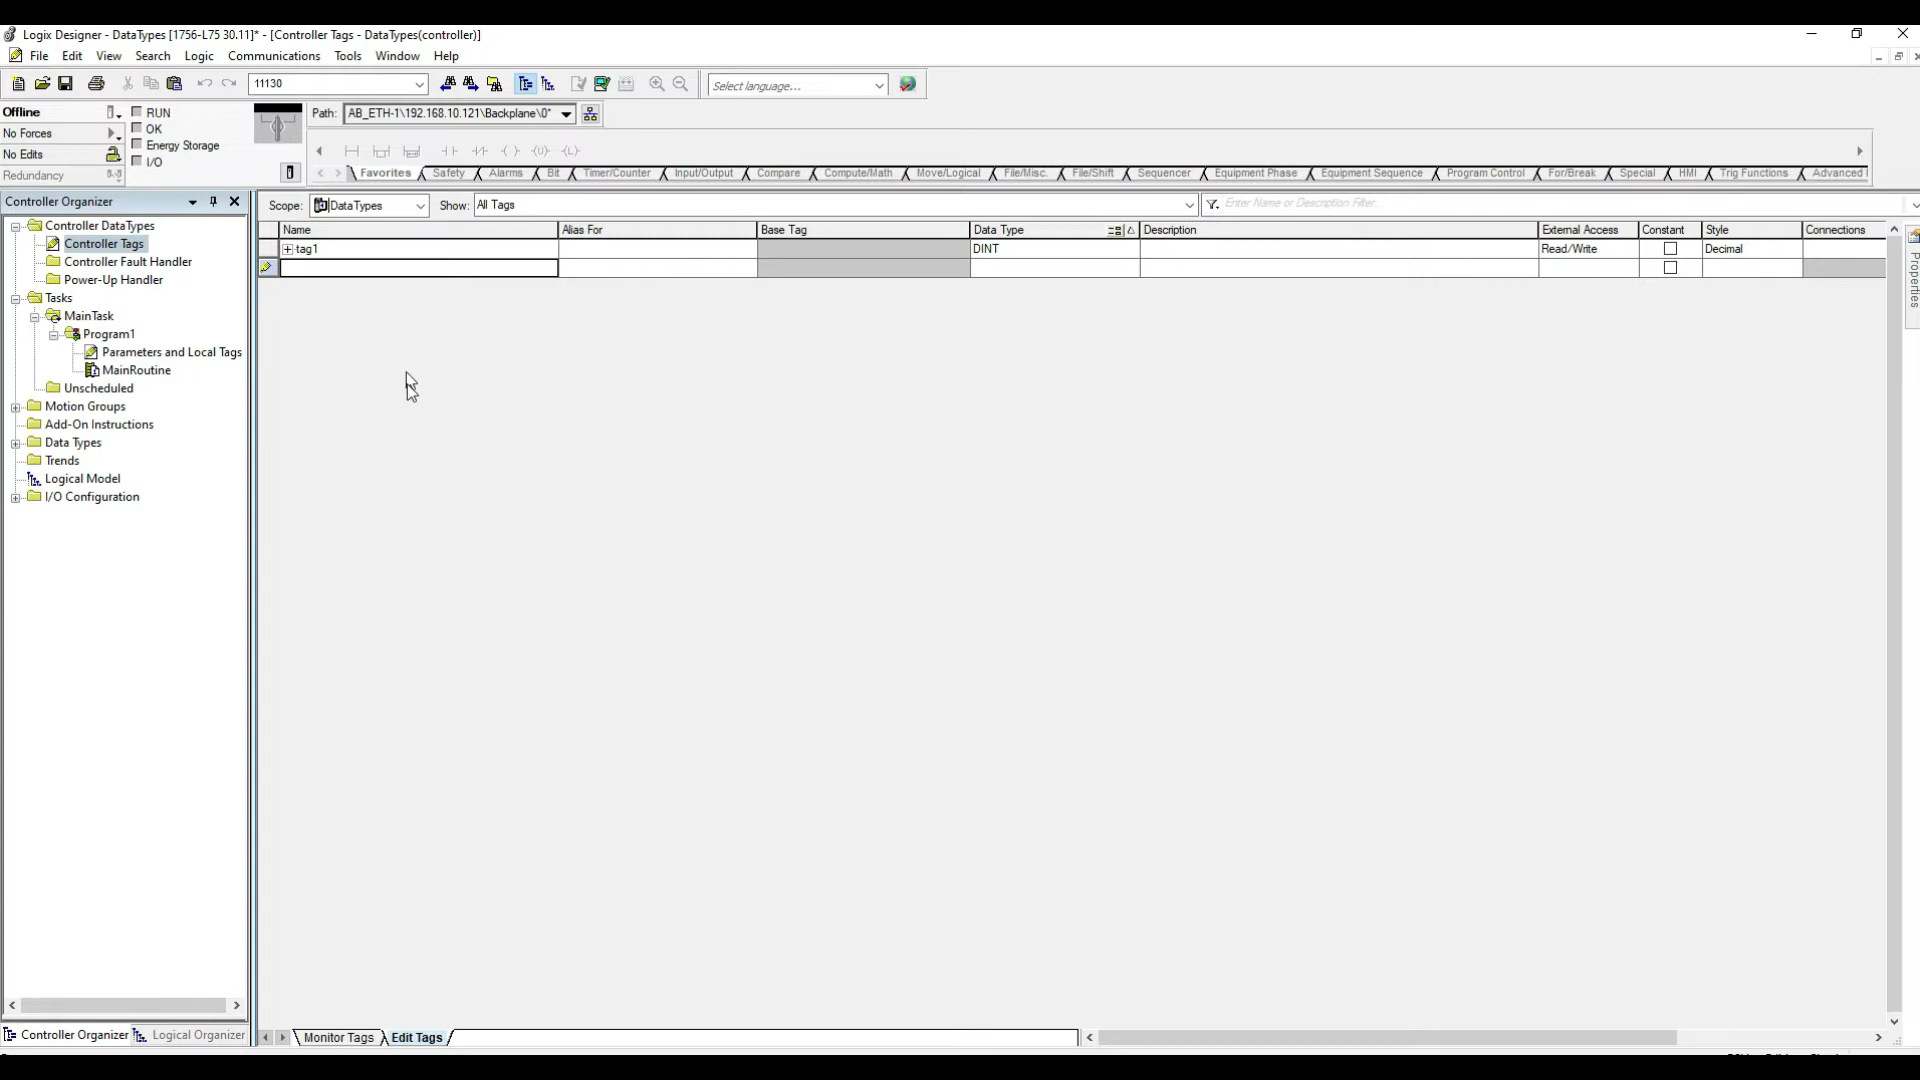 Logix Designer - DataTypes [1756-L75 30.11]* - [Controller Tags - DataTypes(controller)]
File Edit View Search Logic Communications Tools Window Help
11130 Select language...
Offline RUN Path: AB_ETH-1\192.168.10.121\Backplane\0*
No Forces OK
No Edits Energy Storage
I/O
Redundancy
Favorites Safety Alarms Bit Timer/Counter Input/Output Compare Compute/Math Move/Logical File/Misc. File/Shift Sequencer Equipment Phase Equipment Sequence Program Control For/Break Special HMI Trig Functions Advanced
Controller Organizer
Scope: DataTypes Show: All Tags Enter Name or Description Filter...
Name Alias For Base Tag Data Type Description External Access Constant Style Connections
tag1 DINT Read/Write Decimal
Controller DataTypes
Controller Tags
Controller Fault Handler
Power-Up Handler
Tasks
MainTask
Program1
Parameters and Local Tags
MainRoutine
Unscheduled
Motion Groups
Add-On Instructions
Data Types
Trends
Logical Model
I/O Configuration
Properties
Controller Organizer Logical Organizer
Monitor Tags Edit Tags